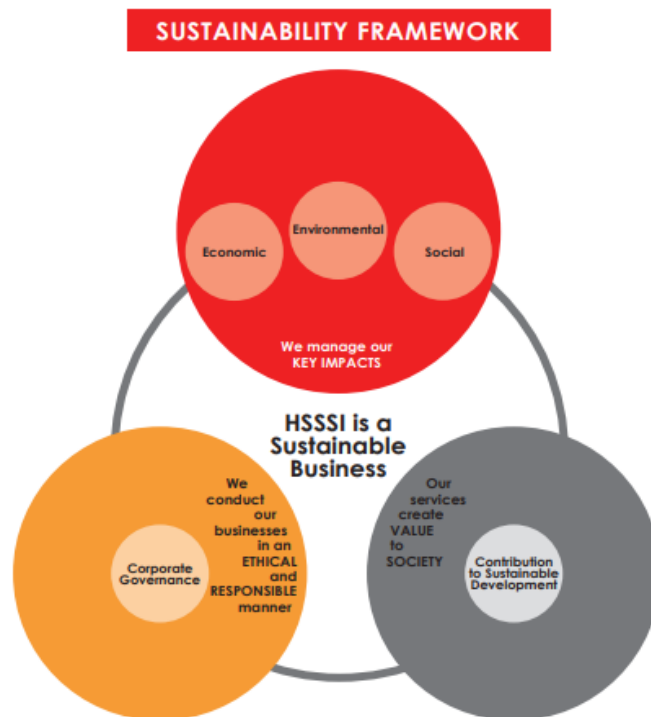 SUSTAINABILITY FRAMEWORK
Environmental
Economic
Social
We manage our
KEY IMPACTS
HSSSI is a
Sustainable
Business
We
conduct
our
businesses
in an
ETHICAL
and
RESPONSIBLE
manner
Corporate
Governance
Our
services
create
VALUE
to
SOCIETY
Contribution
to Sustainable
Development